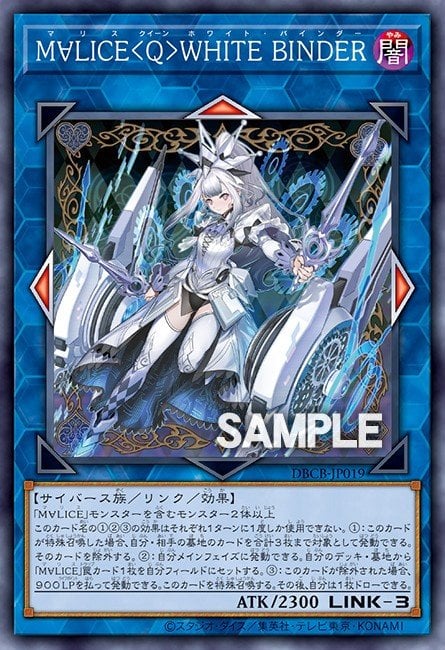 マリス クイーン ホワイト・バインダー
M∀LICE<Q>WHITE BINDER
やみ
闇
SAMPLE
DBCB-JP019
【サイバース族／リンク／効果】
「M∀LICE」モンスターを含むモンスター2体以上
このカード名の①②③の効果はそれぞれ1ターンに1度しか使用できない。①：このカード
が特殊召喚した場合、自分・相手の墓地のカードを合計3枚まで対象として発動できる。
そのカードを除外する。②：自分メインフェイズに発動できる。自分のデッキ・墓地から
「M∀LICE」罠カード1枚を自分フィールドにセットする。③：このカードが除外された場合、
900LPを払って発動できる。このカードを特殊召喚する。その後、自分は1枚ドローできる。
ATK/2300 LINK-3
©スタジオ・ダイス／集英社・テレビ東京・KONAMI